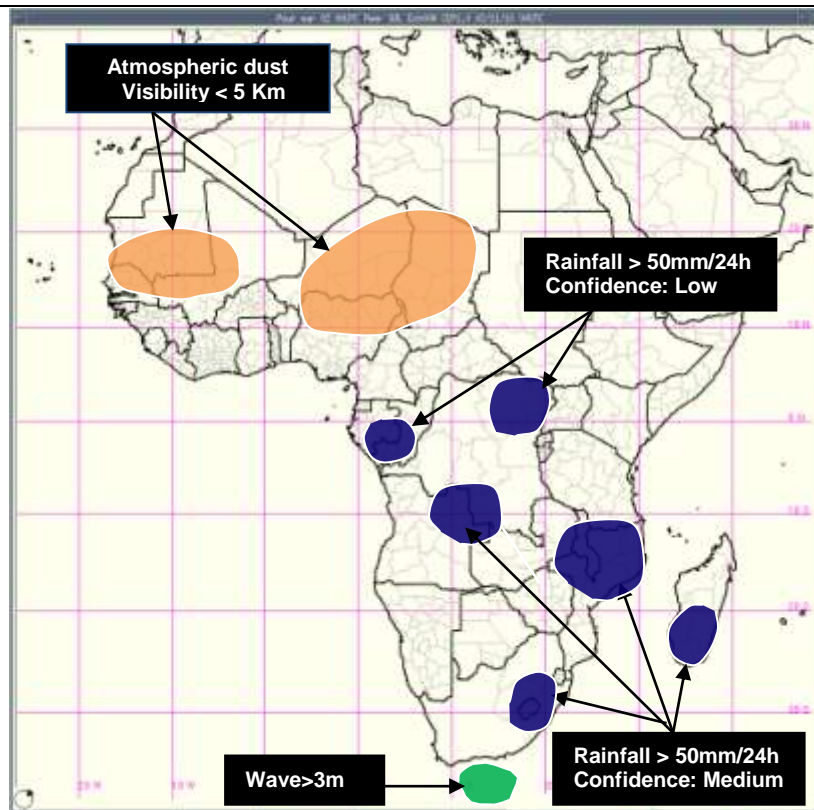 Atmospheric dust
Visibility < 5 Km
Rainfall > 50mm/24h
Confidence: Low
Rainfall > 50mm/24h
Confidence: Medium
Wave>3m